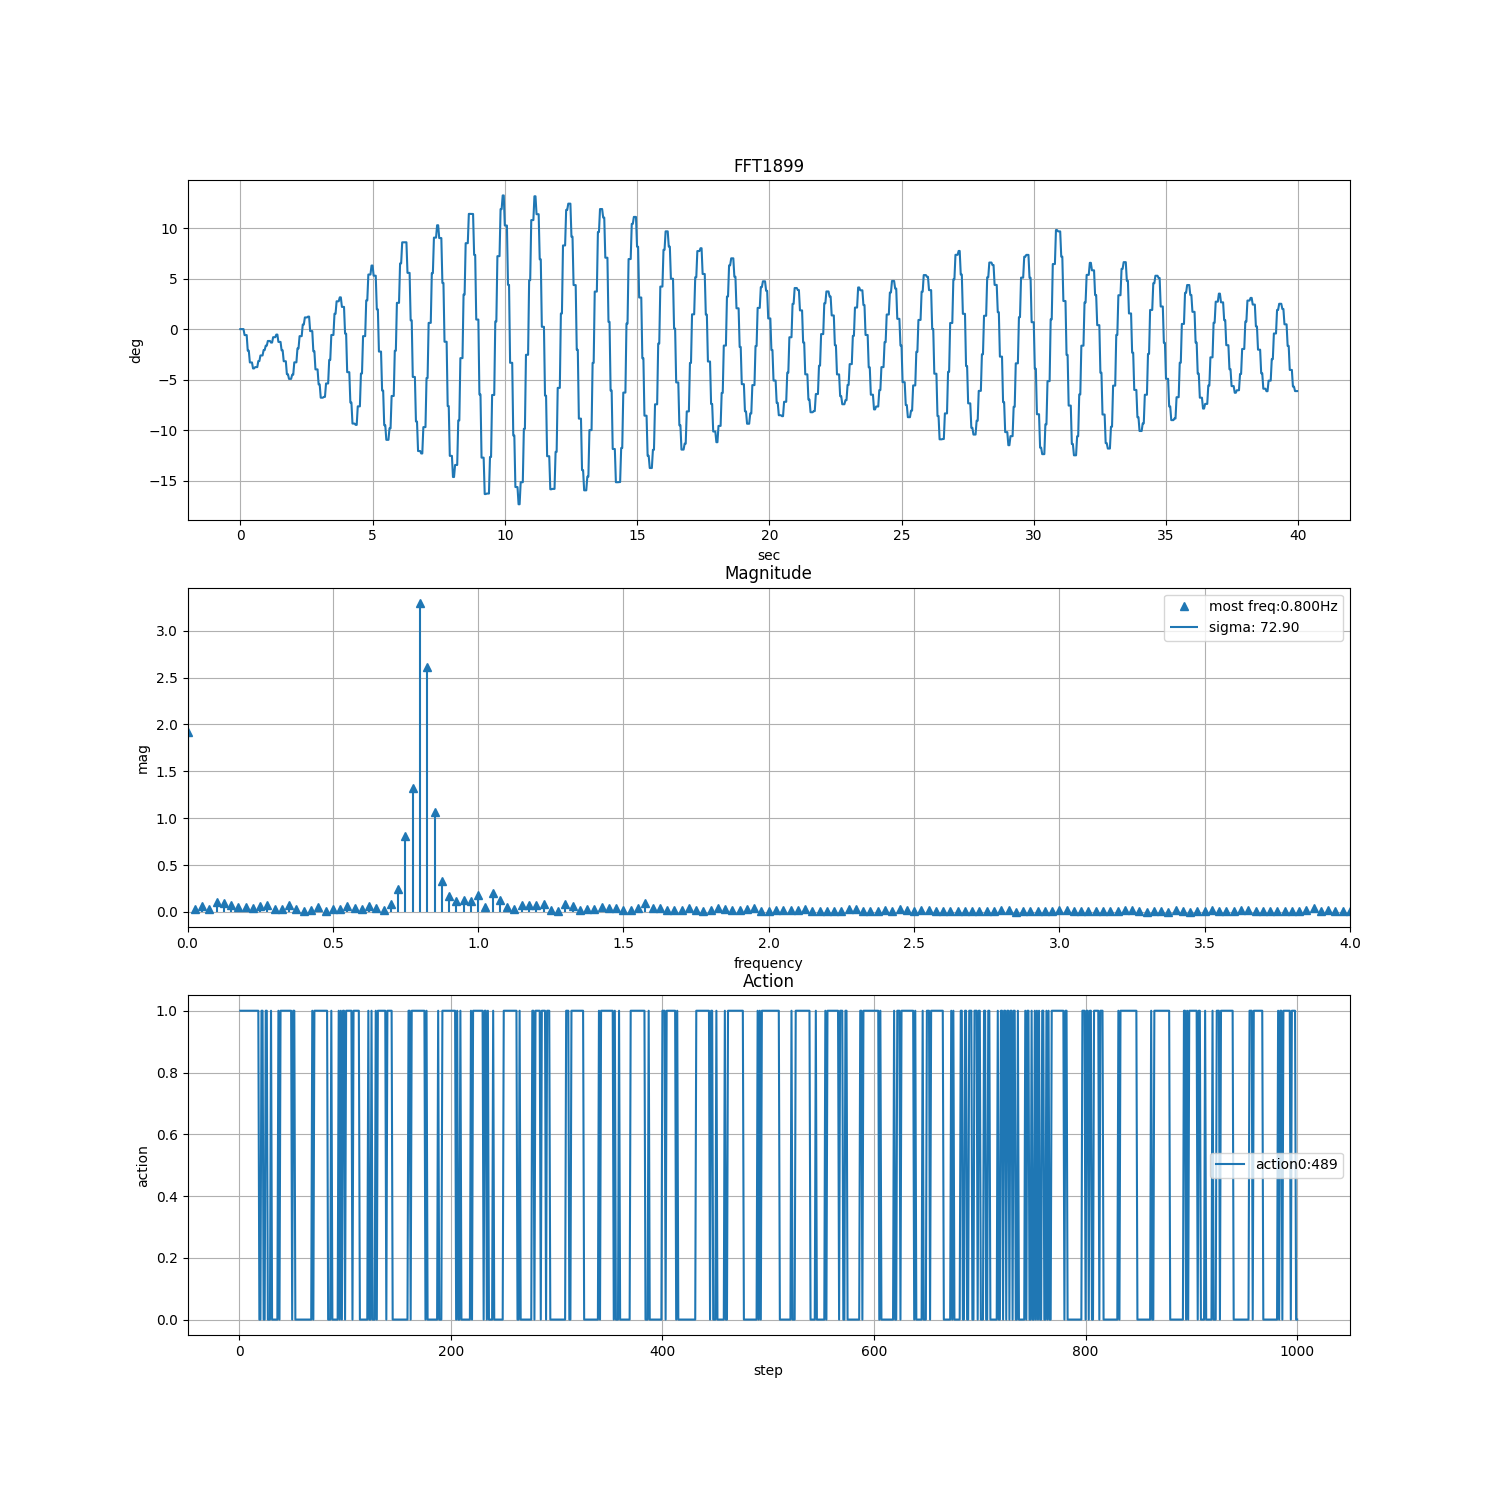 FFT1899
10
5
0
−5
−10
−15
deg
0 5 10 15 20 25 30 35 40
sec
Magnitude
most freq:0.800Hz
sigma: 72.90
3.0
2.5
2.0
1.5
1.0
0.5
0.0
mag
0.0 0.5 1.0 1.5 2.0 2.5 3.0 3.5 4.0
frequency
Action
1.0
0.8
0.6
0.4
0.2
0.0
action
action0:489
0 200 400 600 800 1000
step